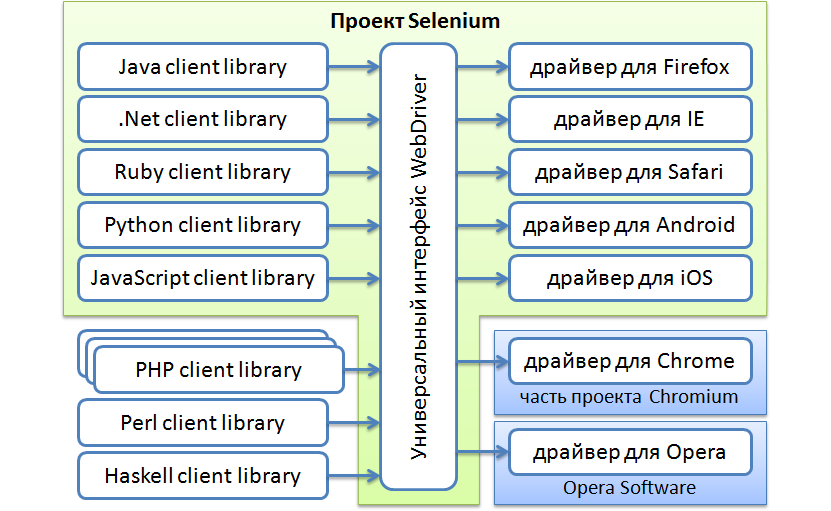 Проект Selenium
Java client library
.Net client library
Ruby client library
Python client library
JavaScript client library
PHP client library
Perl client library
Haskell client library
Универсальный интерфейс WebDriver
драйвер для Firefox
драйвер для IE
драйвер для Safari
драйвер для Android
драйвер для iOS
драйвер для Chrome
часть проекта Chromium
драйвер для Opera
Opera Software